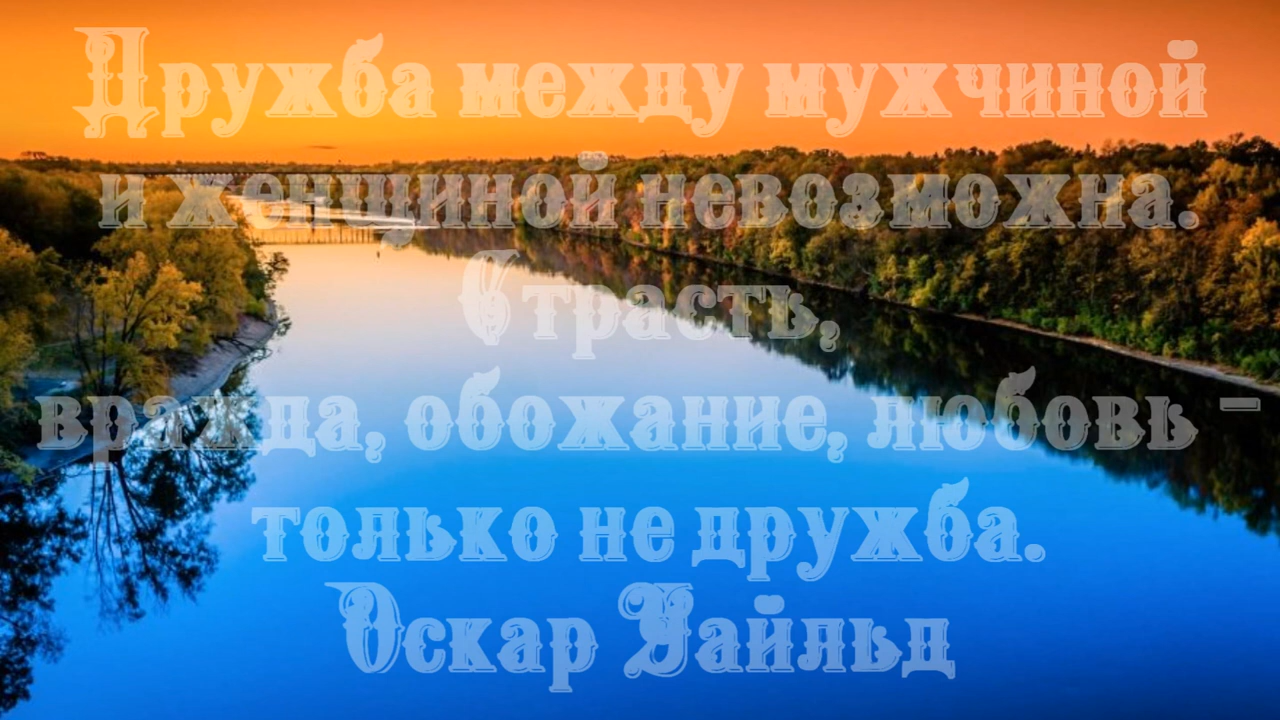 Дружба между мужчиной
и женщиной невозможна.
Страсть,
вражда, обожание, любовь –
только не дружба.
Оскар Уайльд